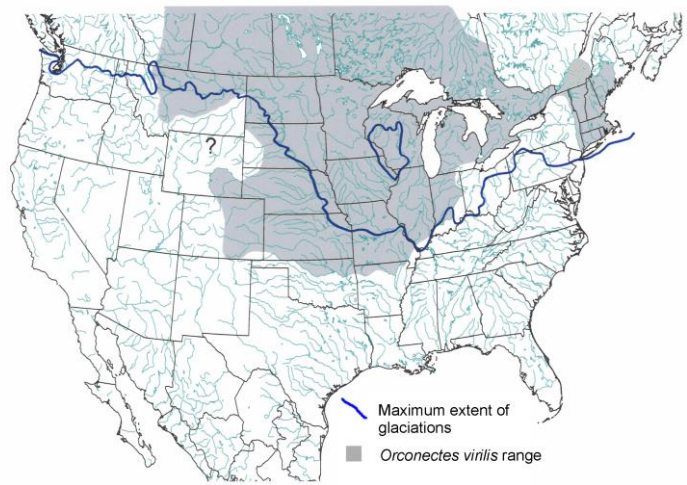 ?
Maximum extent of
glaciations
Orconectes virilis range